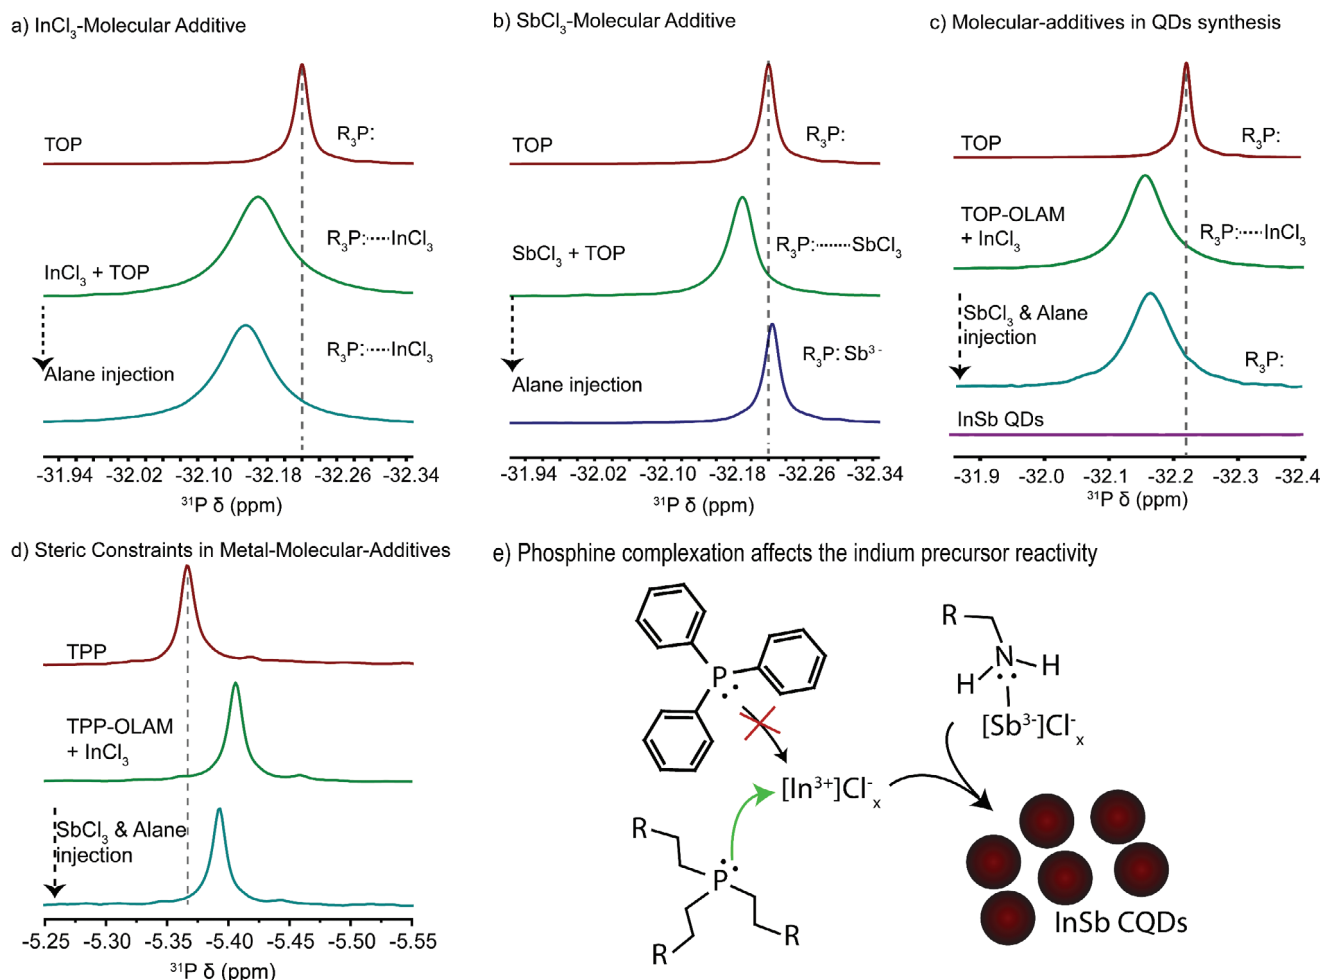 a) InCl₃-Molecular Additive
TOP
R₃P:
InCl₃ + TOP
R₃P:·····InCl₃
Alane injection
R₃P:·····InCl₃
-31.94 -32.02 -32.10 -32.18 -32.26 -32.34
³¹P δ (ppm)
b) SbCl₃-Molecular Additive
TOP
R₃P:
SbCl₃ + TOP
R₃P:······SbCl₃
Alane injection
R₃P: Sb³⁻
-31.94 -32.02 -32.10 -32.18 -32.26 -32.34
³¹P δ (ppm)
c) Molecular-additives in QDs synthesis
TOP
R₃P:
TOP-OLAM
+ InCl₃
R₃P:·····InCl₃
SbCl₃ & Alane
injection
R₃P:
InSb QDs
-31.9 -32.0 -32.1 -32.2 -32.3 -32.4
³¹P δ (ppm)
d) Steric Constraints in Metal-Molecular-Additives
TPP
TPP-OLAM
+ InCl₃
SbCl₃ & Alane
injection
-5.25 -5.30 -5.35 -5.40 -5.45 -5.50 -5.55
³¹P δ (ppm)
e) Phosphine complexation affects the indium precursor reactivity
P
R
N
H
H
[Sb³⁻]Cl⁻ₓ
[In³⁺]Cl⁻ₓ
R
P
R
R
InSb CQDs